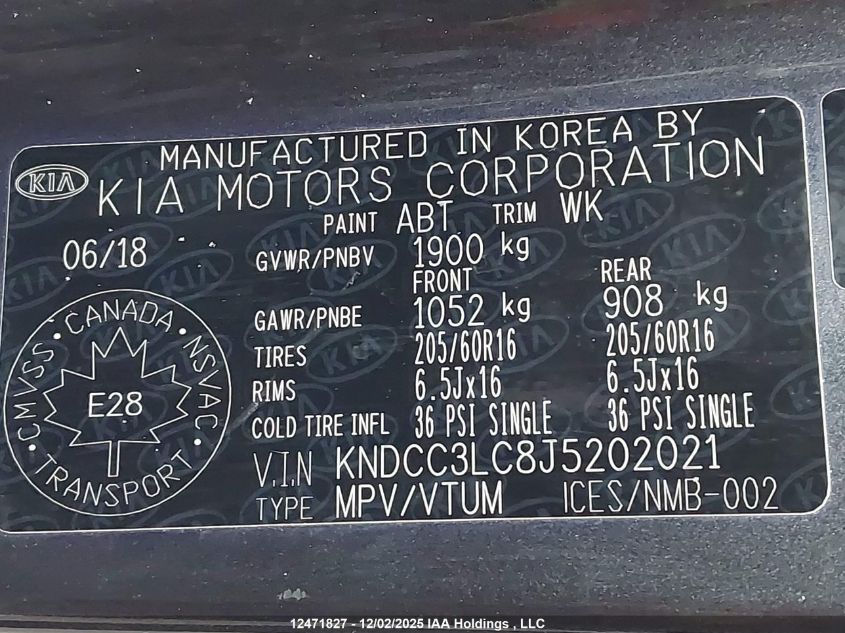 MANUFACTURED IN KOREA BY
KIA
KIA MOTORS CORPORATION
PAINT ABT TRIM WK
06/18
GVWR/PNBV 1900 kg
FRONT REAR
GAWR/PNBE 1052 kg 908 kg
TIRES 205/60R16 205/60R16
RIMS 6.5Jx16 6.5Jx16
COLD TIRE INFL 36 PSI SINGLE 36 PSI SINGLE
V.I.N KNDCC3LC8J5202021
TYPE MPV/VTUM ICES/NMB-002
CMVSS • CANADA • NSVAC • TRANSPORT •
E28
12471827 - 12/02/2025 IAA Holdings , LLC